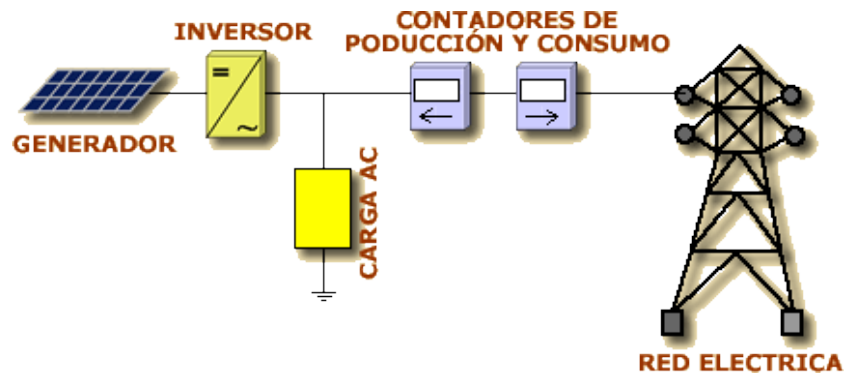 INVERSOR
CONTADORES DE
PODUCCIÓN Y CONSUMO
GENERADOR
CARGA AC
RED ELECTRICA